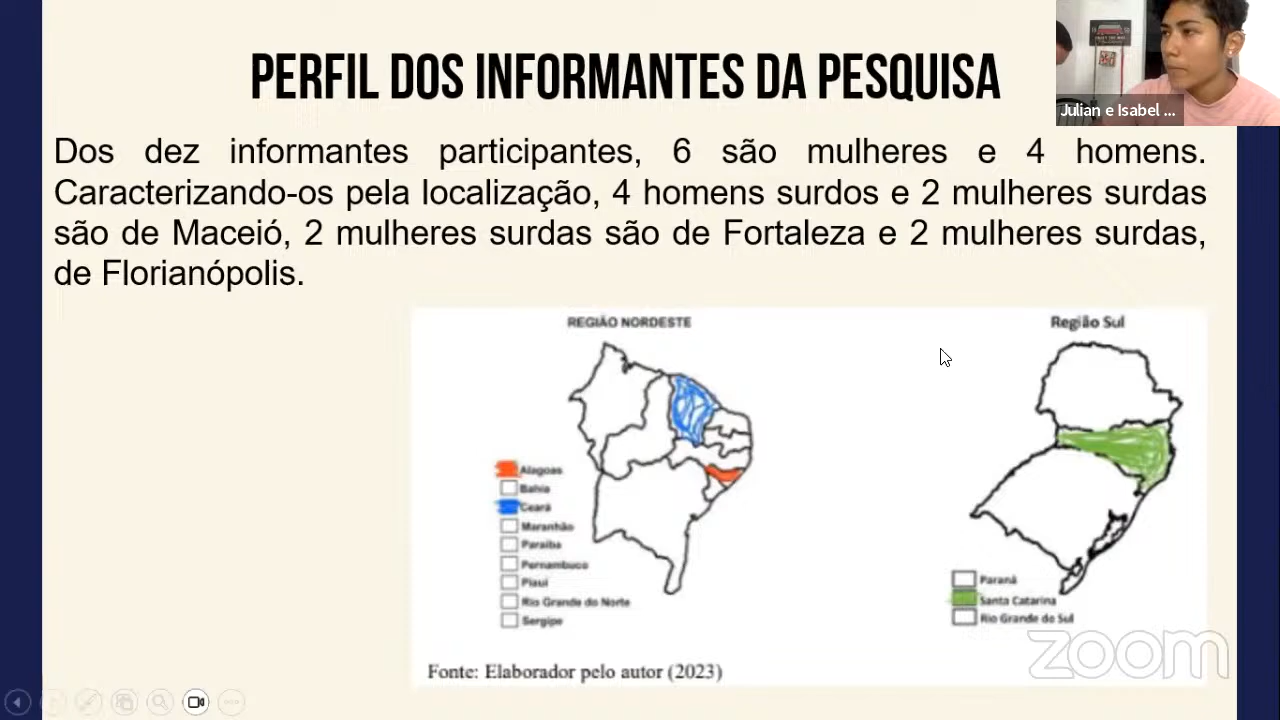 PERFIL DOS INFORMANTES DA PESQUISA
Julian e Isabel ...
Dos dez informantes participantes, 6 são mulheres e 4 homens.
Caracterizando-os pela localização, 4 homens surdos e 2 mulheres surdas
são de Maceió, 2 mulheres surdas são de Fortaleza e 2 mulheres surdas,
de Florianópolis.
REGIÃO NORDESTE
Alagoas
Bahia
Ceará
Maranhão
Paraíba
Pernambuco
Piauí
Rio Grande do Norte
Sergipe
Região Sul
Paraná
Santa Catarina
Rio Grande do Sul
Fonte: Elaborador pelo autor (2023)
zoom